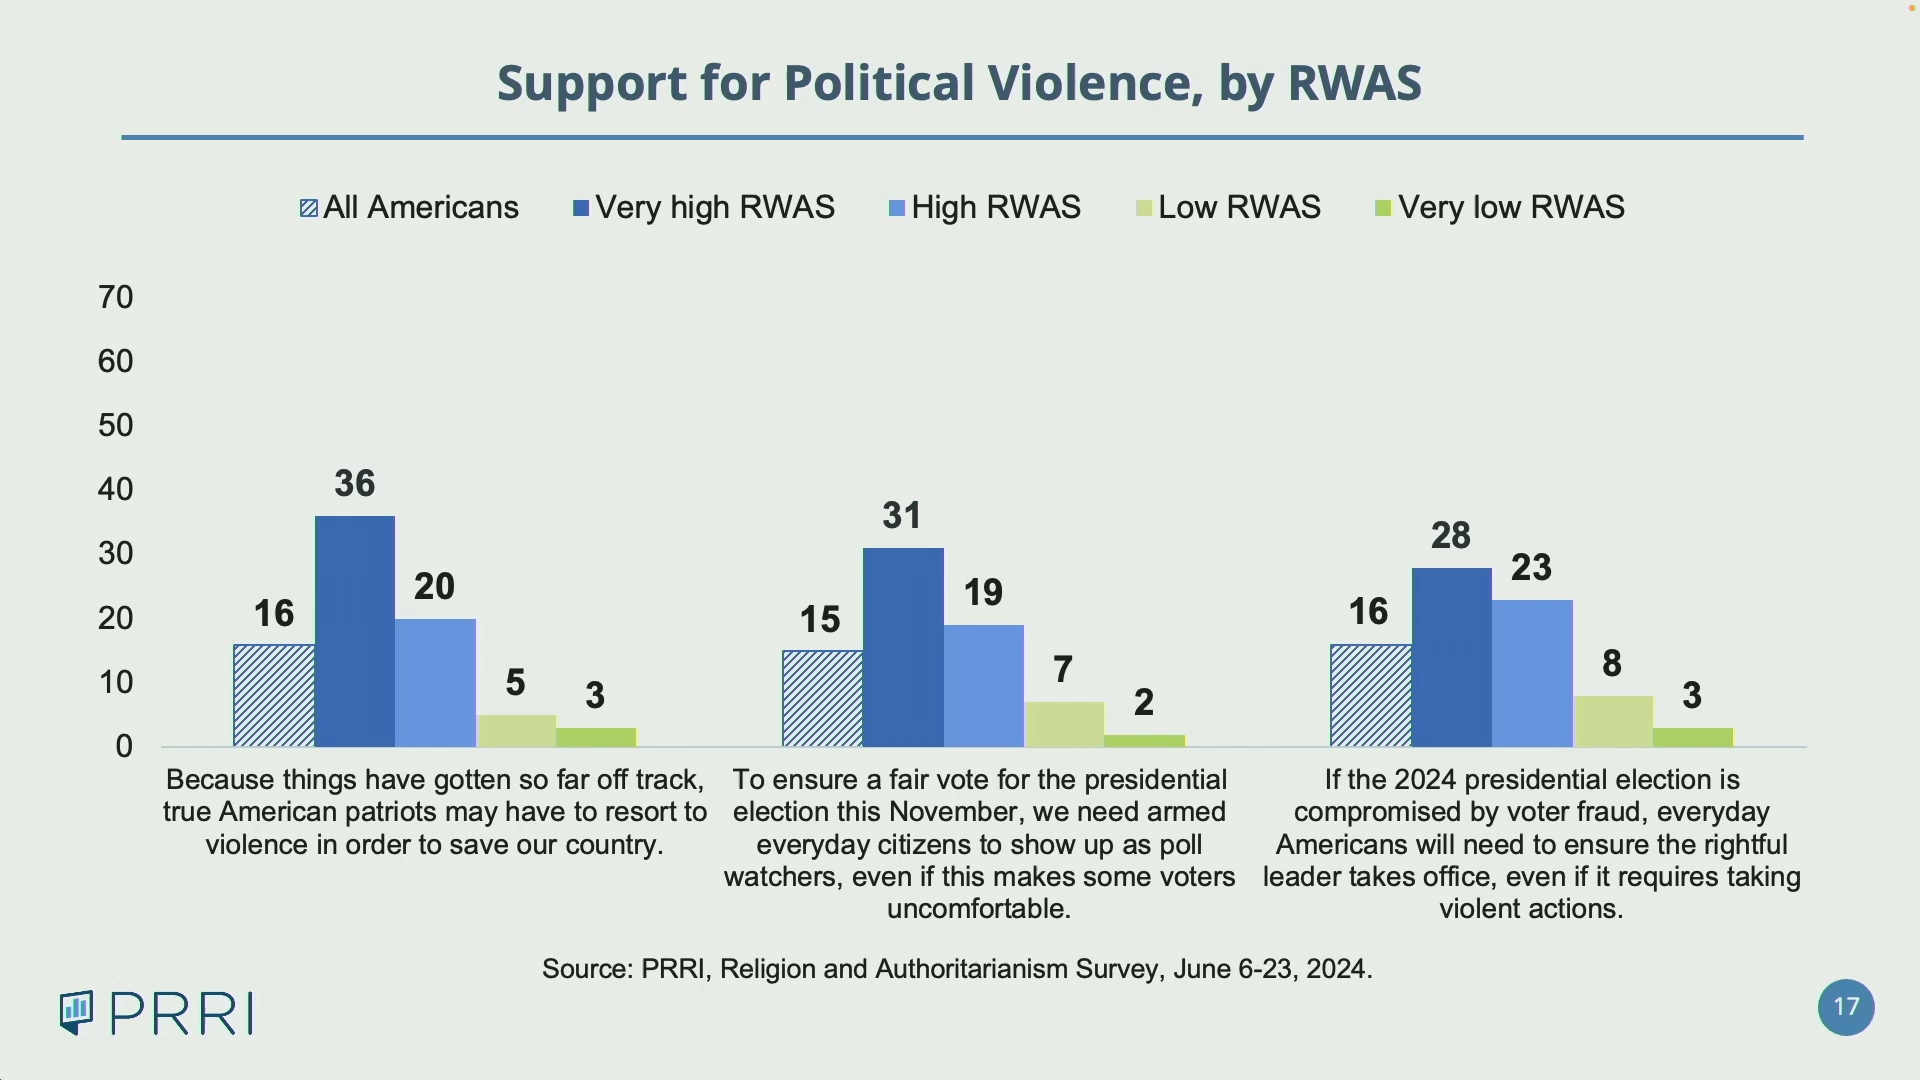 Support for Political Violence, by RWAS
All Americans Very high RWAS High RWAS Low RWAS Very low RWAS
70
60
50
40
30
20
10
0
16 36 20 5 3
15 31 19 7 2
16 28 23 8 3
Because things have gotten so far off track,
true American patriots may have to resort to
violence in order to save our country.
To ensure a fair vote for the presidential
election this November, we need armed
everyday citizens to show up as poll
watchers, even if this makes some voters
uncomfortable.
If the 2024 presidential election is
compromised by voter fraud, everyday
Americans will need to ensure the rightful
leader takes office, even if it requires taking
violent actions.
Source: PRRI, Religion and Authoritarianism Survey, June 6-23, 2024.
PRRI
17